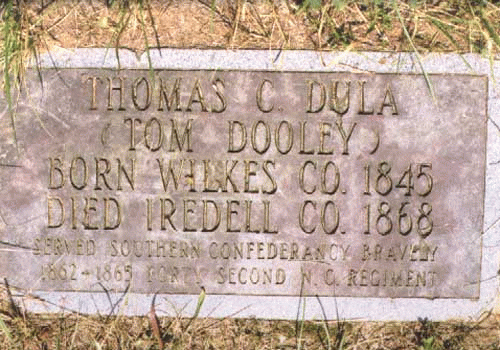 THOMAS C. DULA
(TOM DOOLEY)
BORN WILKES CO. 1845
DIED IREDELL CO. 1868
SERVED SOUTHERN CONFEDERANCY BRAVELY
1862-1865 FORTY SECOND N. C. REGIMENT